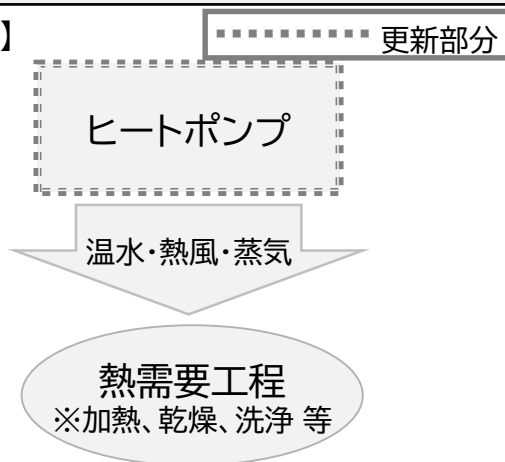 】
更新部分
ヒートポンプ
温水・熱風・蒸気
熱需要工程
※加熱、乾燥、洗浄 等